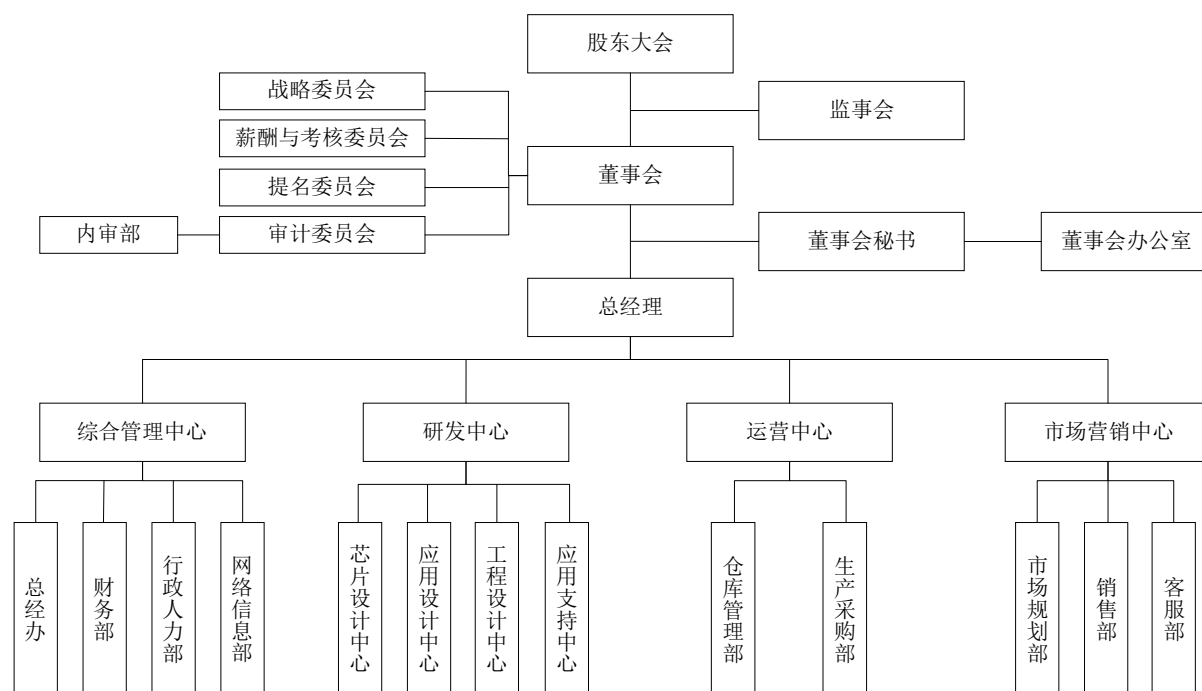 股东大会
战略委员会
监事会
薪酬与考核委员会
董事会
提名委员会
内审部
审计委员会
董事会秘书
董事会办公室
总经理
综合管理中心
研发中心
运营中心
市场营销中心
总经办
财务部
行政人力部
网络信息部
芯片设计中心
应用设计中心
工程设计中心
应用支持中心
仓库管理部
生产采购部
市场规划部
销售部
客服部